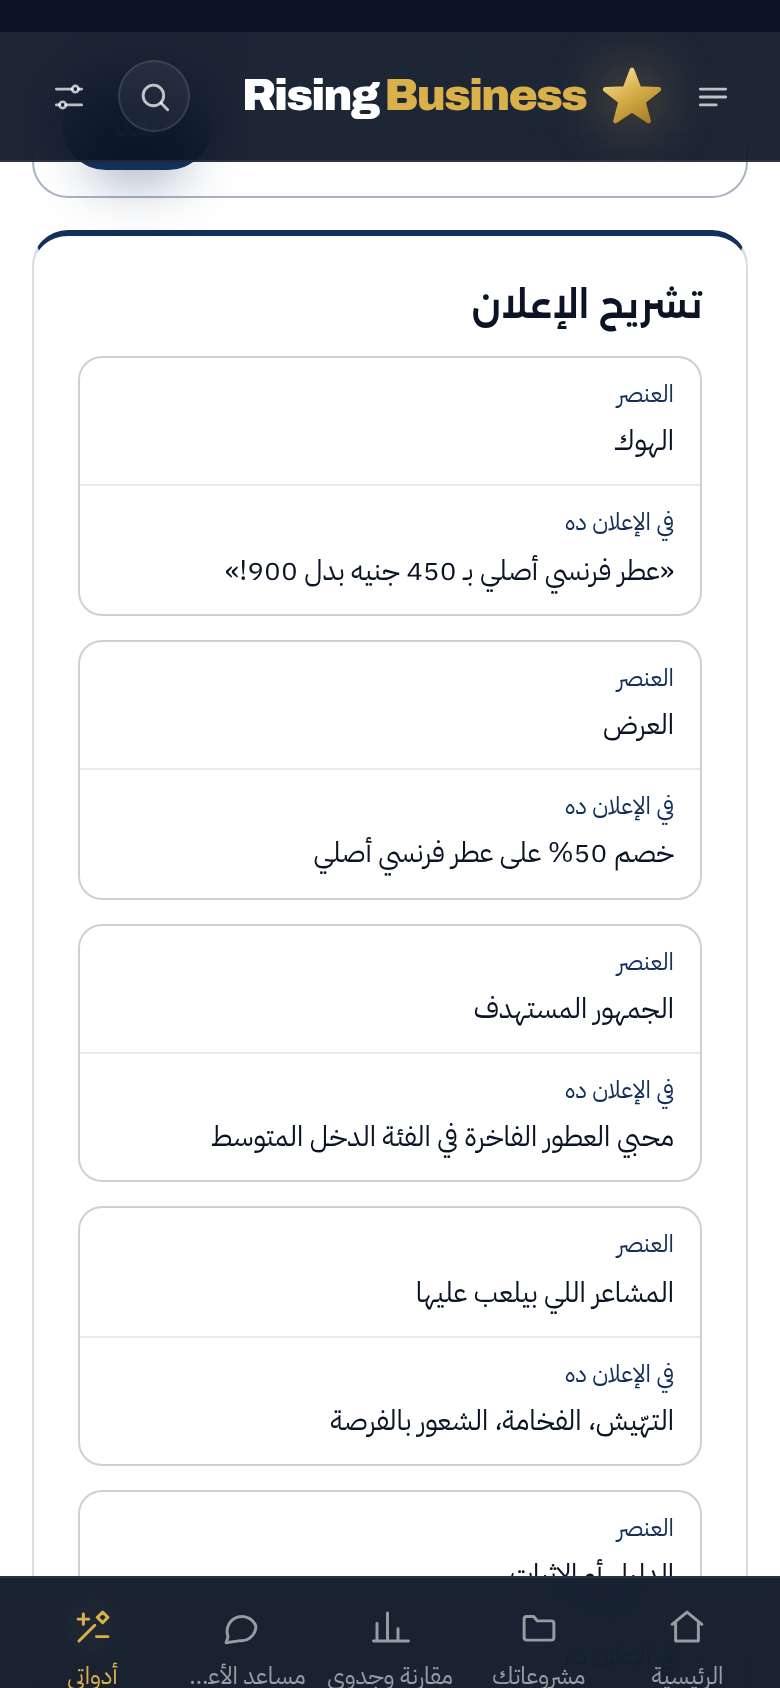 Rising Business
تشريح الإعلان
العنصر
الهوك
في الإعلان ده
«عطر فرنسي أصلي بـ 450 جنيه بدل 900!»
العنصر
العرض
في الإعلان ده
خصم 50% على عطر فرنسي أصلي
العنصر
الجمهور المستهدف
في الإعلان ده
محبي العطور الفاخرة في الفئة الدخل المتوسط
العنصر
المشاعر اللي بيلعب عليها
في الإعلان ده
التهّيش، الفخامة، الشعور بالفرصة
العنصر
الرئيسية
مشروعاتك
مقارنة وجدوى
مساعد الأعـ...
أدواتي